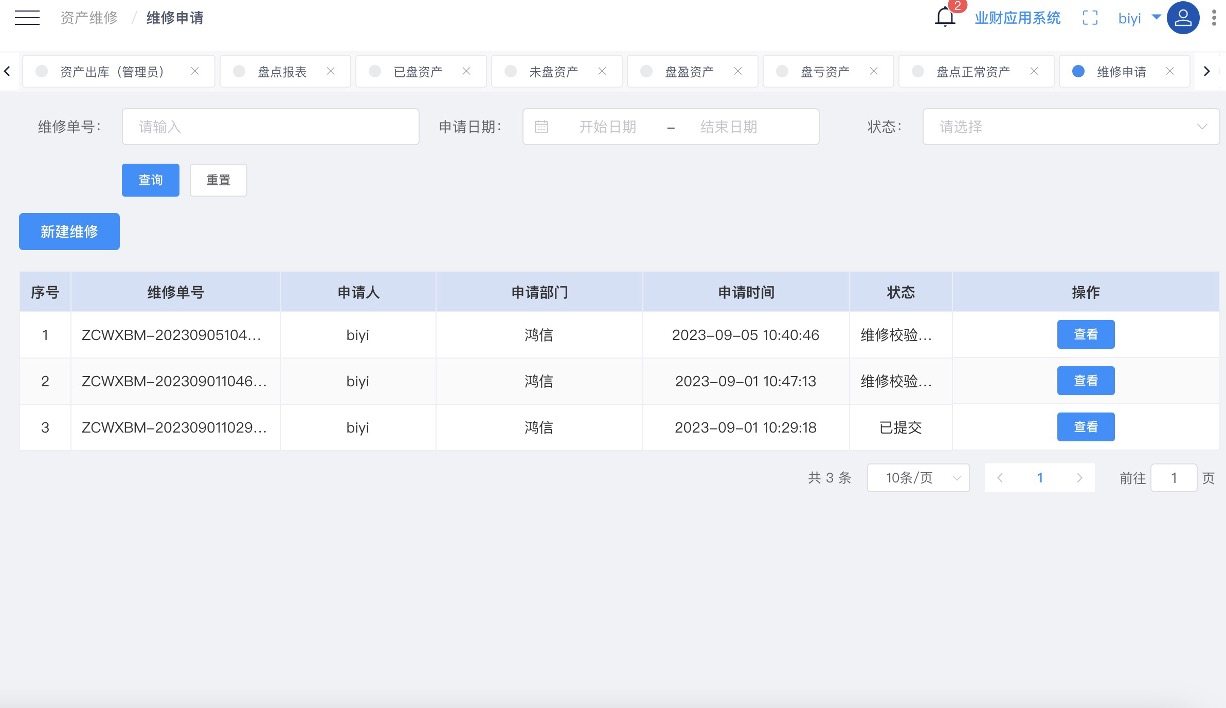 资产维修 / 维修申请
2
业财应用系统
biyi
资产出库（管理员） 盘点报表 已盘资产 未盘资产 盘盈资产 盘亏资产 盘点正常资产 维修申请
维修单号： 请输入 申请日期： 开始日期 – 结束日期 状态： 请选择
查询 重置
新建维修
序号 维修单号 申请人 申请部门 申请时间 状态 操作
1 ZCWXBM-20230905104... biyi 鸿信 2023-09-05 10:40:46 维修校验... 查看
2 ZCWXBM-202309011046... biyi 鸿信 2023-09-01 10:47:13 维修校验... 查看
3 ZCWXBM-202309011029... biyi 鸿信 2023-09-01 10:29:18 已提交 查看
共 3 条 10条/页 1 前往 1 页